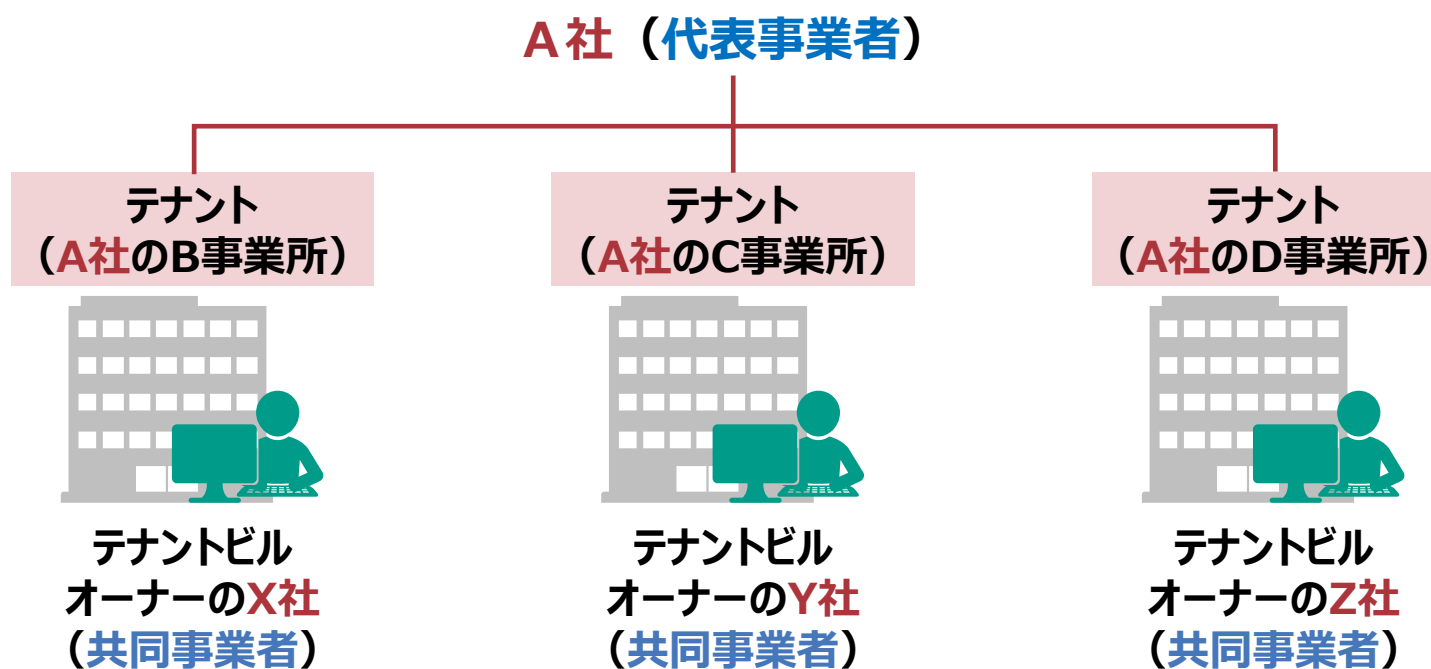 A社（代表事業者）
テナント
（A社のB事業所）
テナント
（A社のC事業所）
テナント
（A社のD事業所）
テナントビル
オーナーのX社
（共同事業者）
テナントビル
オーナーのY社
（共同事業者）
テナントビル
オーナーのZ社
（共同事業者）